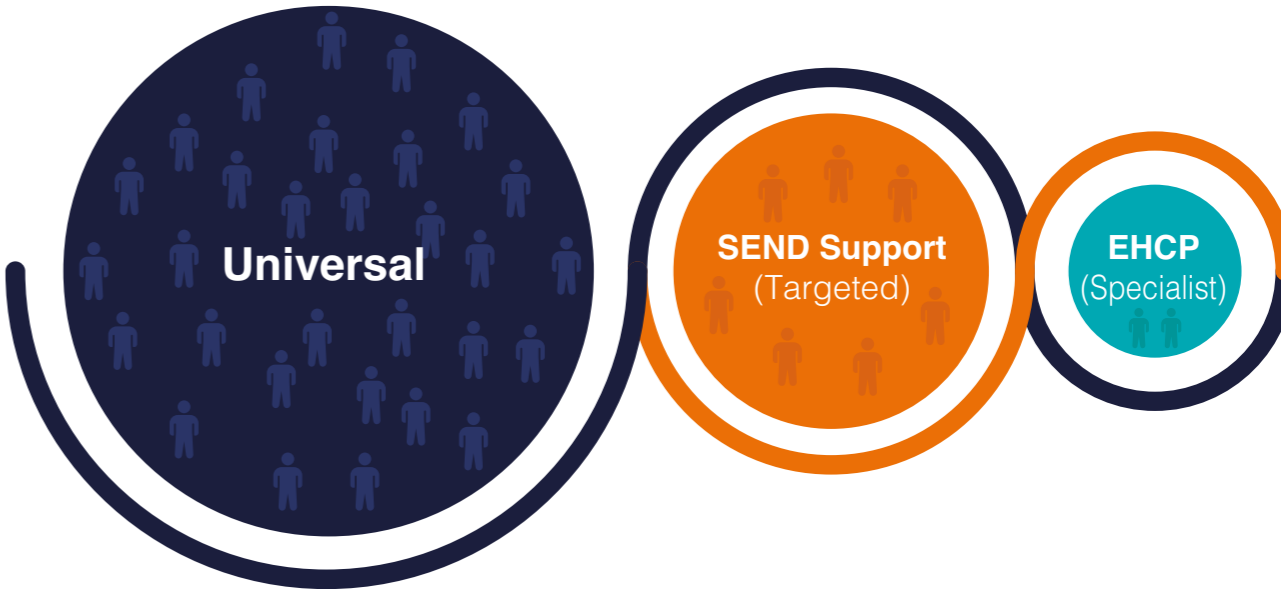 Universal
SEND Support
(Targeted)
EHCP
(Specialist)